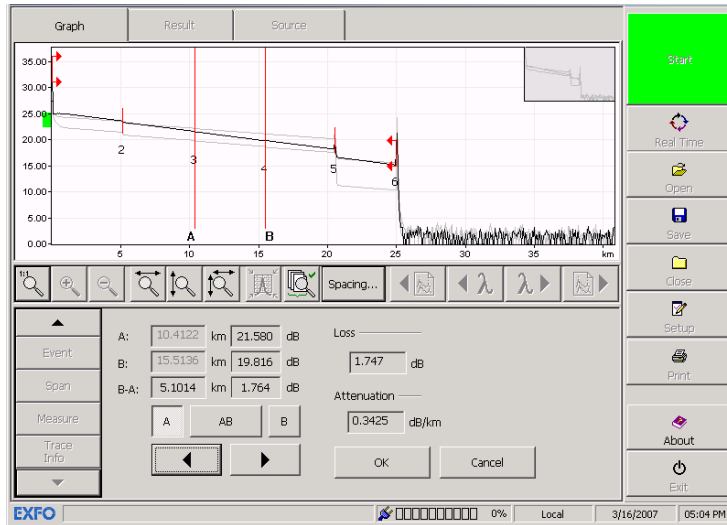 Graph
Result
Source
35.00
30.00
25.00
20.00
15.00
10.00
5.00
0.00
2
3
4
5
6
A
B
5
10
15
20
25
30
35
km
1:1
Spacing...
λ
λ
Event
Span
Measure
Trace
Info
A: 10.4122 km 21.580 dB
B: 15.5136 km 19.816 dB
B-A: 5.1014 km 1.764 dB
A
AB
B
Loss
1.747 dB
Attenuation
0.3425 dB/km
OK
Cancel
Start
Real Time
Open
Save
Close
Setup
Print
About
Exit
EXFO
0%
Local
3/16/2007
05:04 PM